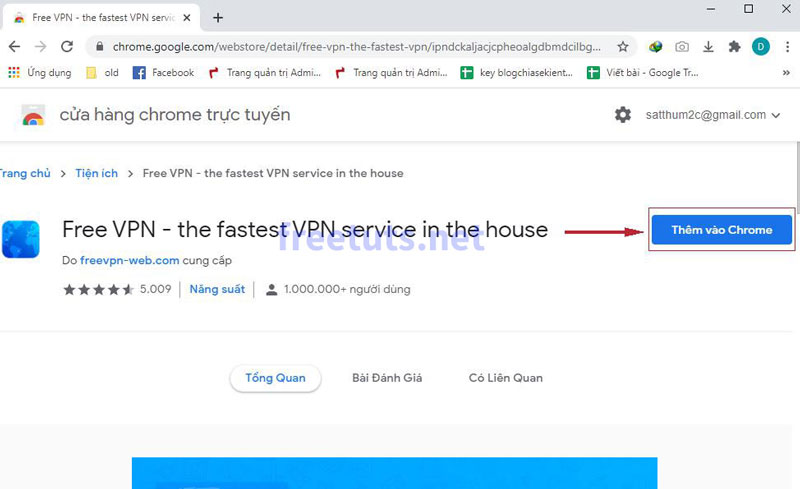 Free VPN - the fastest VPN servic
chrome.google.com/webstore/detail/free-vpn-the-fastest-vpn/ipndckaljacjcpheoalgdbmdcilbg...
D
Ứng dụng
old
Facebook
Trang quản trị Admi...
Trang quản trị Admi...
key blogchiasekient...
Viết bài - Google Tr...
cửa hàng chrome trực tuyến
satthum2c@gmail.com
Trang chủ > Tiện ích > Free VPN - the fastest VPN service in the house
Free VPN - the fastest VPN service in the house
Thêm vào Chrome
freetuts.net
Do freevpn-web.com cung cấp
5.009
Năng suất
1.000.000+ người dùng
Tổng Quan
Bài Đánh Giá
Có Liên Quan